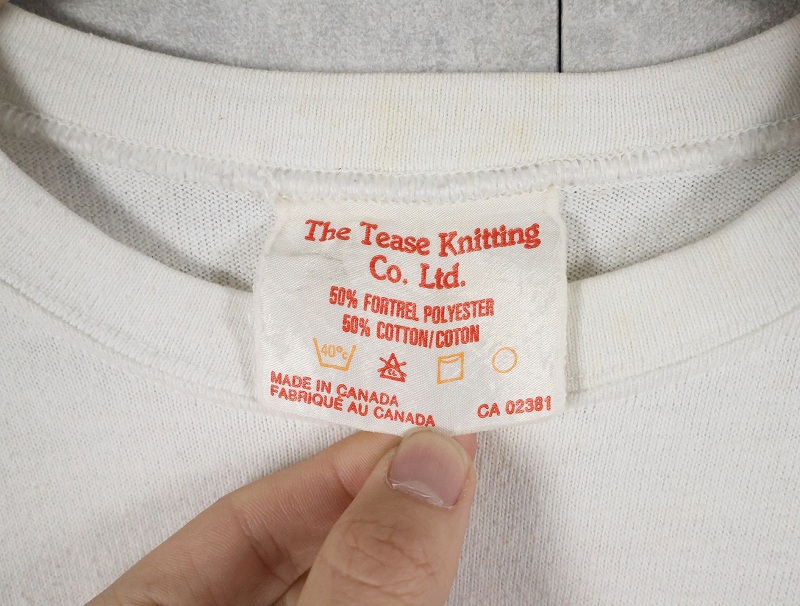 The Tease Knitting
Co. Ltd.
50% FORTREL POLYESTER
50% COTTON/COTON
40°C
CL
MADE IN CANADA
FABRIQUÉ AU CANADA
CA 02381